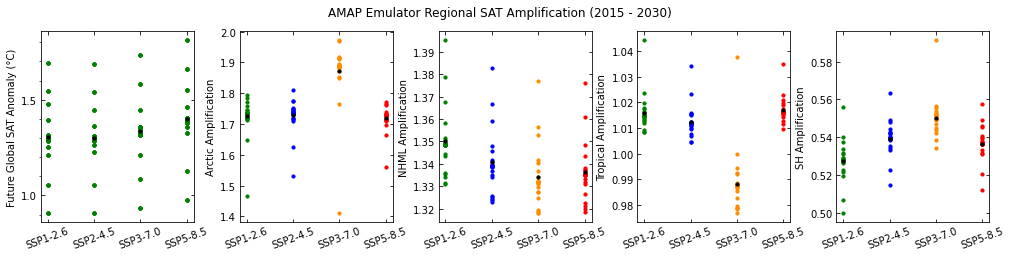 AMAP Emulator Regional SAT Amplification (2015 - 2030)
Future Global SAT Anomaly (°C)
1.5
1.0
SSP1-2.6
SSP2-4.5
SSP3-7.0
SSP5-8.5
Arctic Amplification
2.0
1.9
1.8
1.7
1.6
1.5
1.4
SSP1-2.6
SSP2-4.5
SSP3-7.0
SSP5-8.5
NHML Amplification
1.39
1.38
1.37
1.36
1.35
1.34
1.33
1.32
SSP1-2.6
SSP2-4.5
SSP3-7.0
SSP5-8.5
Tropical Amplification
1.04
1.03
1.02
1.01
1.00
0.99
0.98
SSP1-2.6
SSP2-4.5
SSP3-7.0
SSP5-8.5
SH Amplification
0.58
0.56
0.54
0.52
0.50
SSP1-2.6
SSP2-4.5
SSP3-7.0
SSP5-8.5